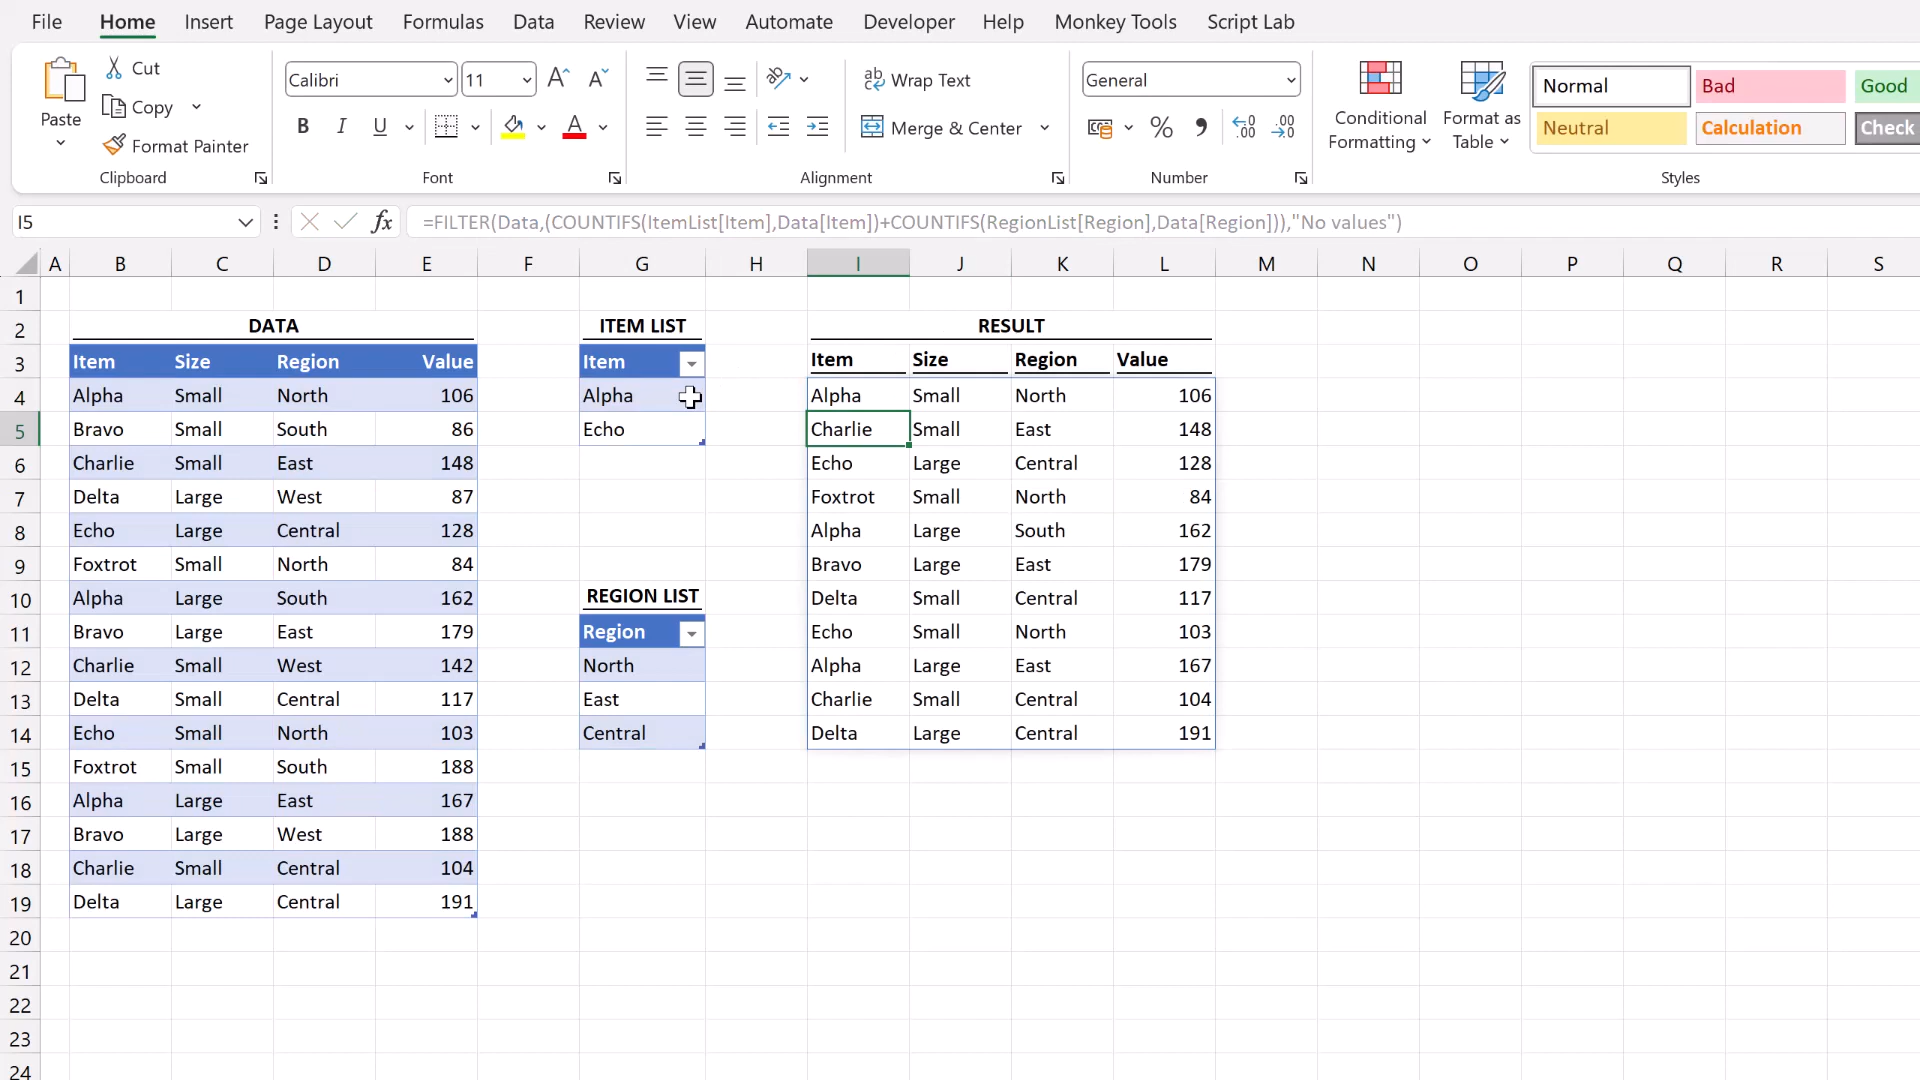 File Home Insert Page Layout Formulas Data Review View Automate Developer Help Monkey Tools Script Lab
Paste Cut Copy Format Painter
Clipboard
Calibri 11
B I U A
Font
Wrap Text
Merge & Center
Alignment
General
Number
Conditional Formatting
Format as Table
Normal Bad Good
Neutral Calculation Check
Styles
I5 fx =FILTER(Data,(COUNTIFS(ItemList[Item],Data[Item])+COUNTIFS(RegionList[Region],Data[Region])),"No values")
A B C D E F G H I J K L M N O P Q R S
1
2 DATA ITEM LIST RESULT
3 Item Size Region Value Item Item Size Region Value
4 Alpha Small North 106 Alpha Alpha Small North 106
5 Bravo Small South 86 Echo Charlie Small East 148
6 Charlie Small East 148 Echo Large Central 128
7 Delta Large West 87 Foxtrot Small North 84
8 Echo Large Central 128 Alpha Large South 162
9 Foxtrot Small North 84 Bravo Large East 179
10 Alpha Large South 162 REGION LIST Delta Small Central 117
11 Bravo Large East 179 Region Echo Small North 103
12 Charlie Small West 142 North Alpha Large East 167
13 Delta Small Central 117 East Charlie Small Central 104
14 Echo Small North 103 Central Delta Large Central 191
15 Foxtrot Small South 188
16 Alpha Large East 167
17 Bravo Large West 188
18 Charlie Small Central 104
19 Delta Large Central 191
20
21
22
23
24